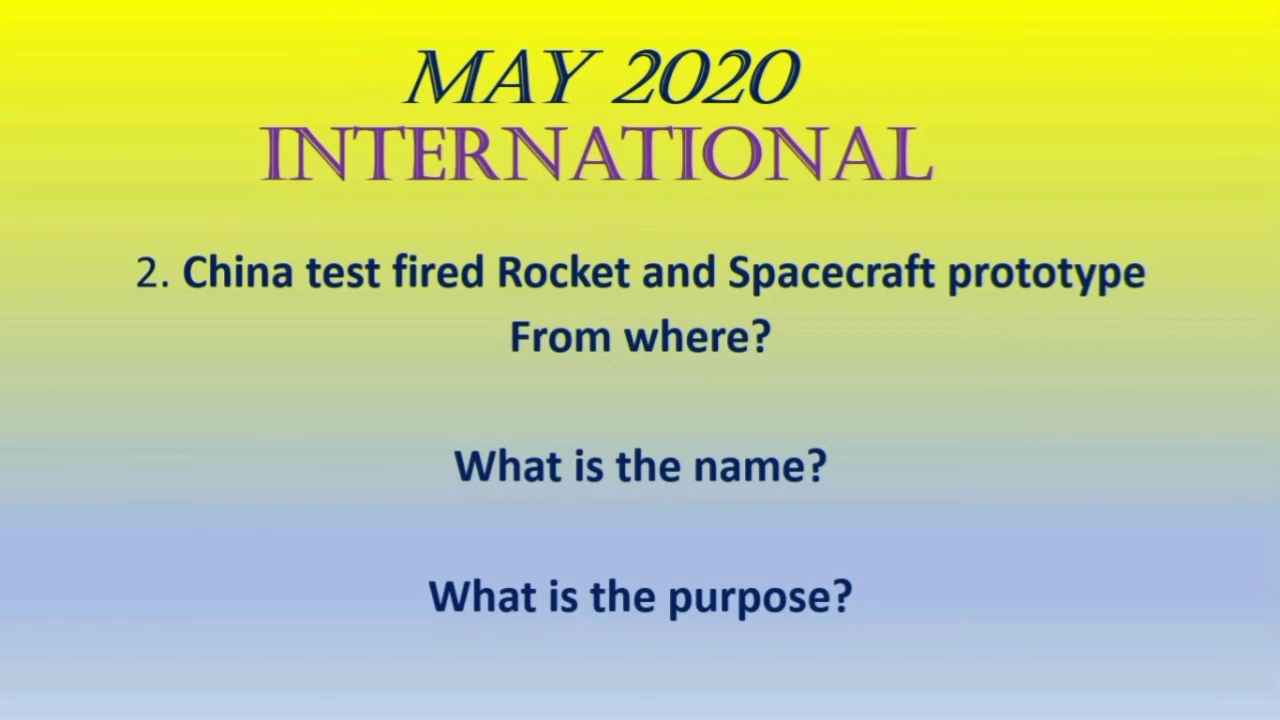 MAY 2020
INTERNATIONAL
2. China test fired Rocket and Spacecraft prototype
From where?
What is the name?
What is the purpose?